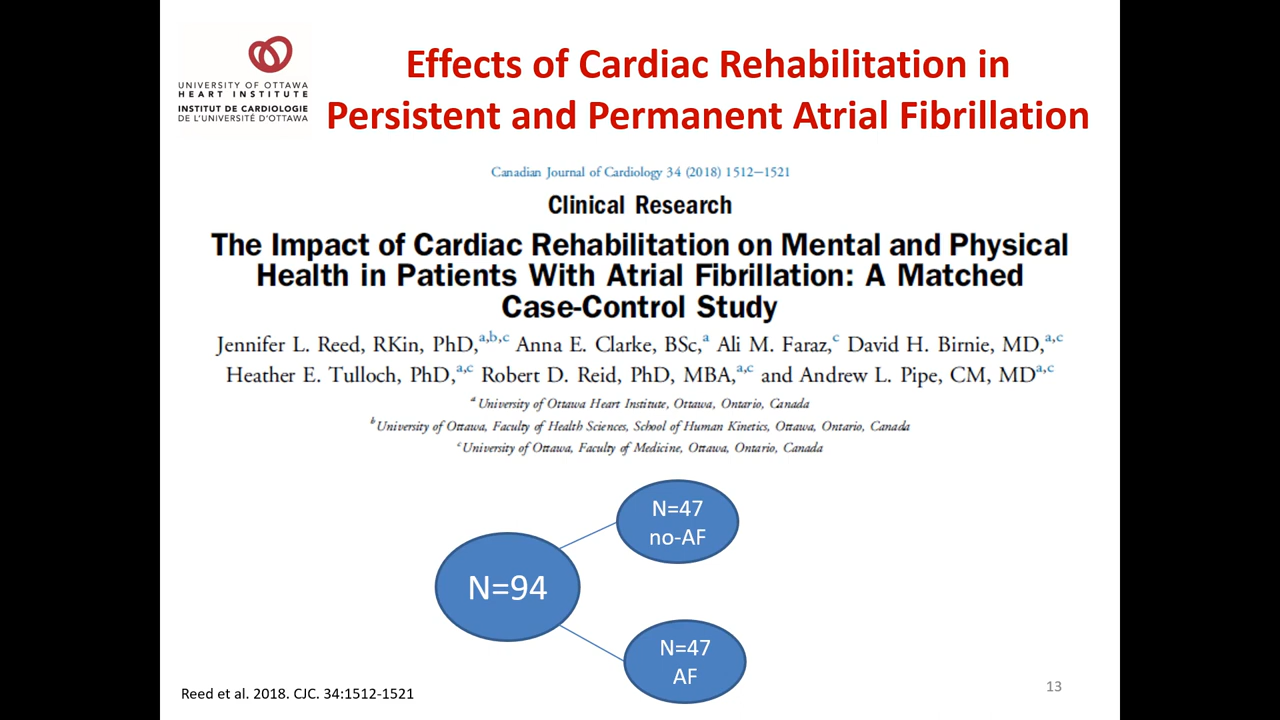 UNIVERSITY OF OTTAWA
HEART INSTITUTE
INSTITUT DE CARDIOLOGIE
DE L'UNIVERSITÉ D'OTTAWA
Effects of Cardiac Rehabilitation in
Persistent and Permanent Atrial Fibrillation
Canadian Journal of Cardiology 34 (2018) 1512–1521
Clinical Research
The Impact of Cardiac Rehabilitation on Mental and Physical
Health in Patients With Atrial Fibrillation: A Matched
Case-Control Study
Jennifer L. Reed, RKin, PhD,a,b,c Anna E. Clarke, BSc,a Ali M. Faraz,c David H. Birnie, MD,a,c
Heather E. Tulloch, PhD,a,c Robert D. Reid, PhD, MBA,a,c and Andrew L. Pipe, CM, MDa,c
a University of Ottawa Heart Institute, Ottawa, Ontario, Canada
b University of Ottawa, Faculty of Health Sciences, School of Human Kinetics, Ottawa, Ontario, Canada
c University of Ottawa, Faculty of Medicine, Ottawa, Ontario, Canada
N=47
no-AF
N=94
N=47
AF
Reed et al. 2018. CJC. 34:1512-1521
13